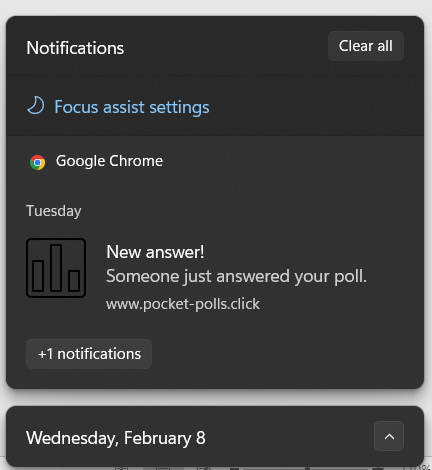 Notifications
Clear all
Focus assist settings
Google Chrome
Tuesday
New answer!
Someone just answered your poll.
www.pocket-polls.click
+1 notifications
Wednesday, February 8